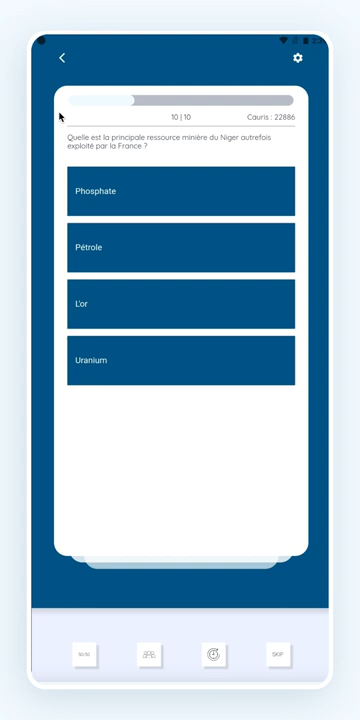 10 | 10
Cauris : 22886
Quelle est la principale ressource minière du Niger autrefois
exploité par la France ?
Phosphate
Pétrole
L'or
Uranium
50/50
SKIP